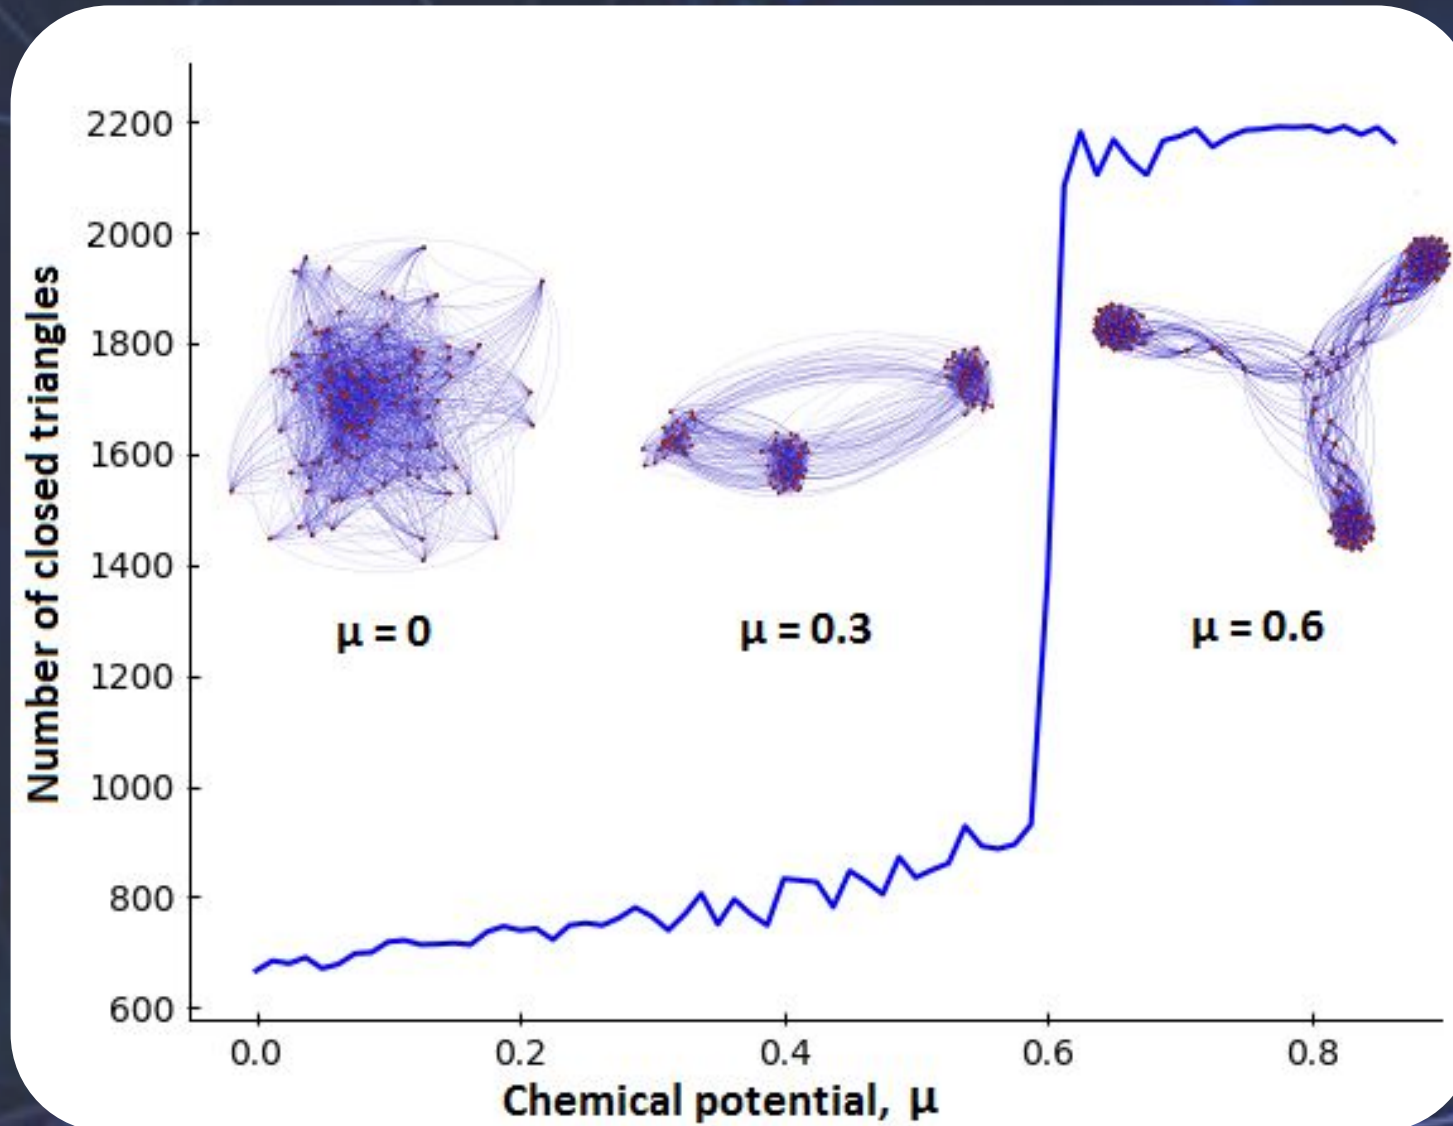 2200
2000
1800
1600
1400
1200
1000
800
600
Number of closed triangles
μ = 0
μ = 0.3
μ = 0.6
0.0 0.2 0.4 0.6 0.8
Chemical potential, μ